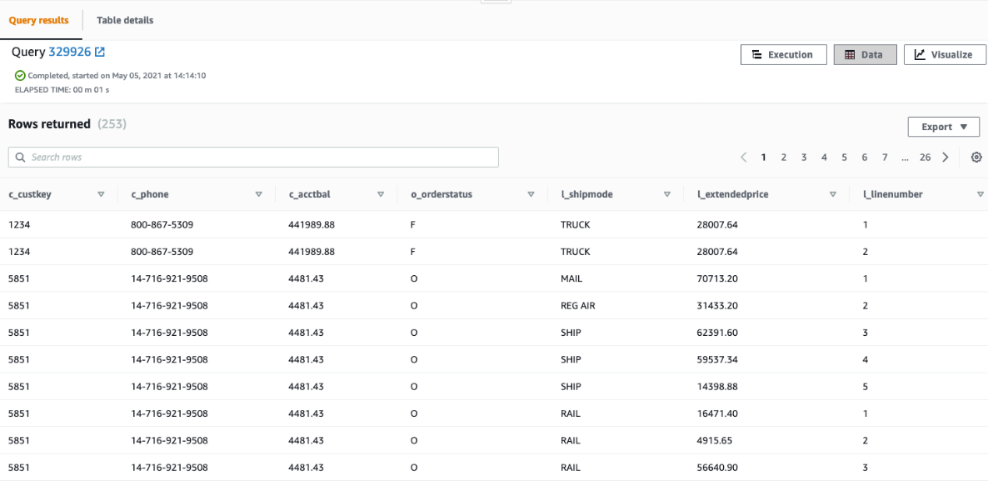 Query results Table details
Query 329926
Execution Data Visualize
Completed, started on May 05, 2021 at 14:14:10
ELAPSED TIME: 00 m 01 s
Rows returned (253)
Export
Search rows
1 2 3 4 5 6 7 ... 26
c_custkey c_phone c_acctbal o_orderstatus l_shipmode l_extendedprice l_linenumber
1234 800-867-5309 441989.88 F TRUCK 28007.64 1
1234 800-867-5309 441989.88 F TRUCK 28007.64 2
5851 14-716-921-9508 4481.43 O MAIL 70713.20 1
5851 14-716-921-9508 4481.43 O REG AIR 31433.20 2
5851 14-716-921-9508 4481.43 O SHIP 62391.60 3
5851 14-716-921-9508 4481.43 O SHIP 59537.34 4
5851 14-716-921-9508 4481.43 O SHIP 14398.88 5
5851 14-716-921-9508 4481.43 O RAIL 16471.40 1
5851 14-716-921-9508 4481.43 O RAIL 4915.65 2
5851 14-716-921-9508 4481.43 O RAIL 56640.90 3